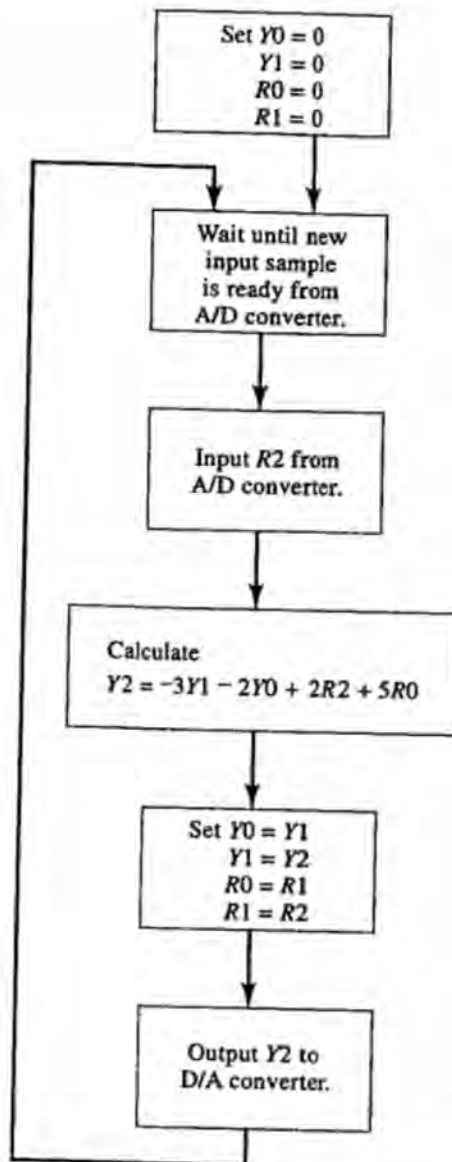 Set Y0 = 0
Y1 = 0
R0 = 0
R1 = 0
Wait until new
input sample
is ready from
A/D converter.
Input R2 from
A/D converter.
Calculate
Y2 = −3Y1 − 2Y0 + 2R2 + 5R0
Set Y0 = Y1
Y1 = Y2
R0 = R1
R1 = R2
Output Y2 to
D/A converter.